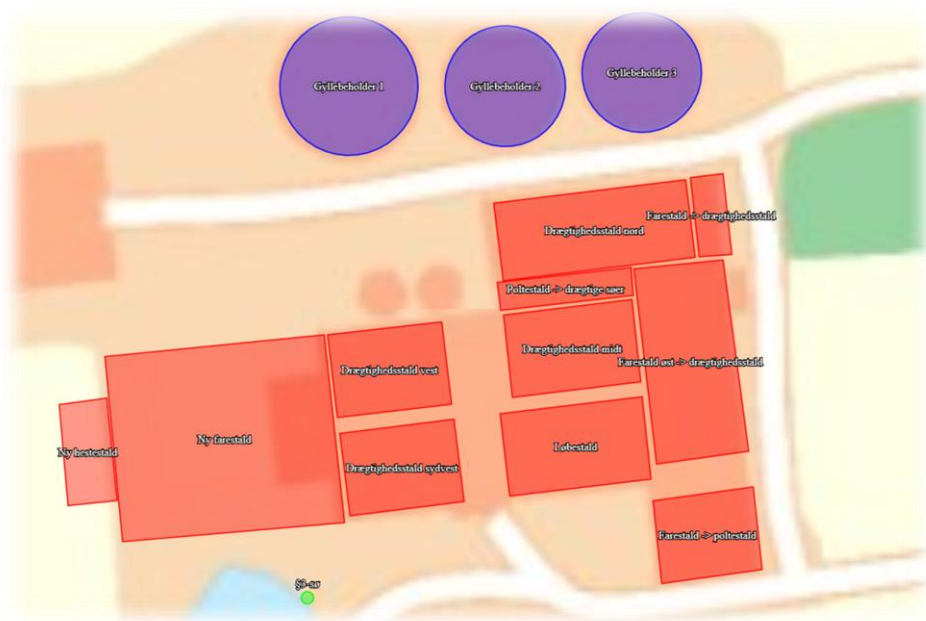 Gyllebeholder 1
Gyllebeholder 2
Gyllebeholder 3
Farestald -> drægtighedsstald
Drægtighedsstald nord
Poltestald -> drægtige søer
Drægtighedsstald midt
Farestald øst -> drægtighedsstald
Drægtighedsstald vest
Ny farestald
Løbestald
Ny hestestald
Drægtighedsstald sydvest
Farestald -> poltestald
§3-sø